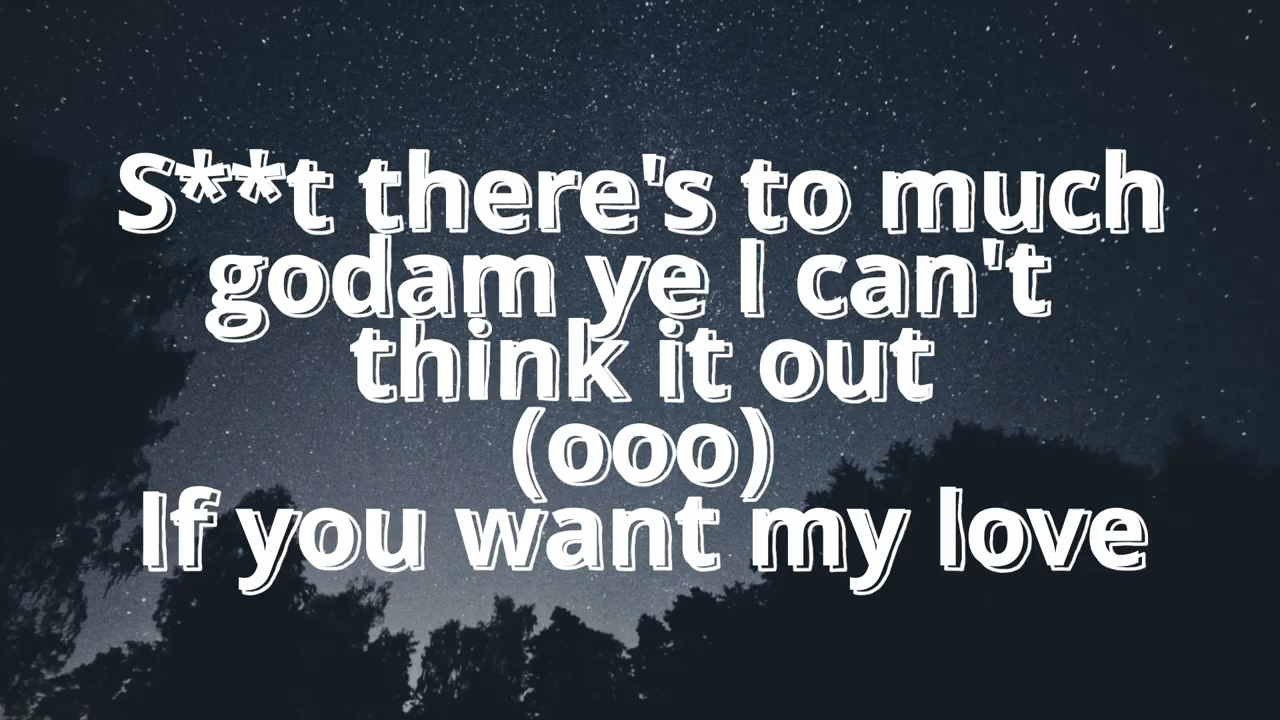 S**t there's to much
godam ye I can't
think it out
(ooo)
If you want my love